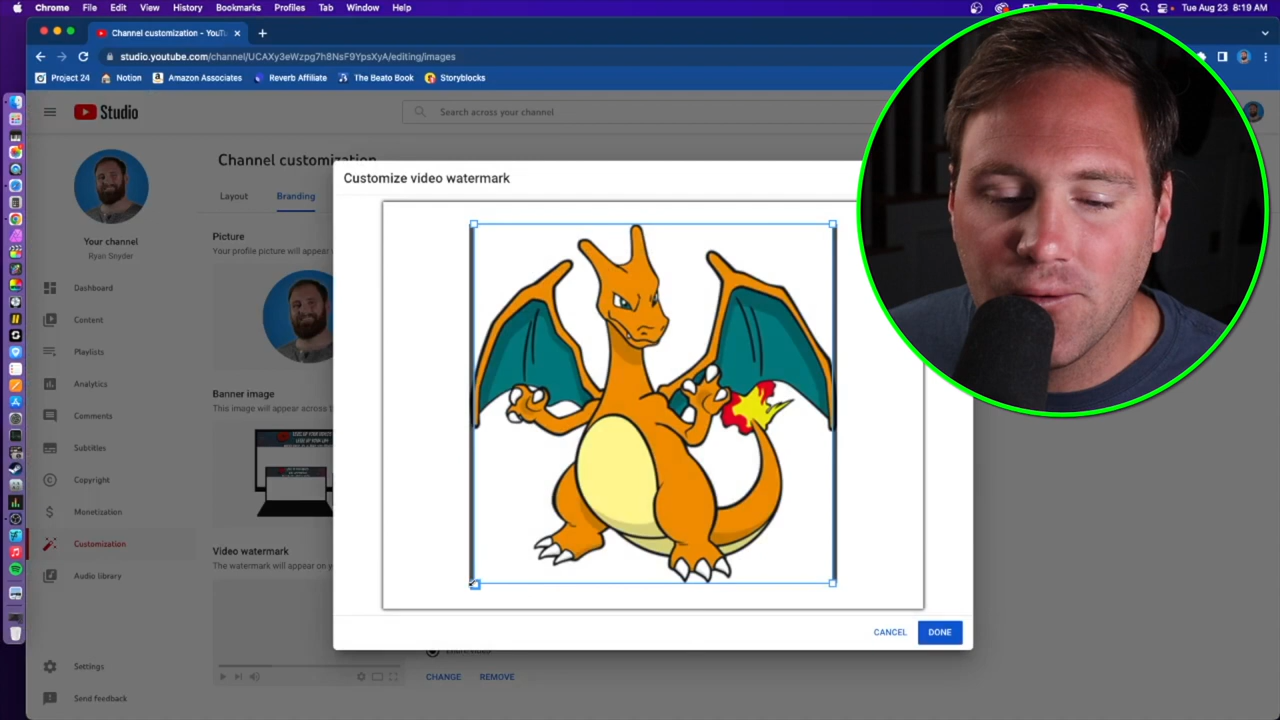 Chrome File Edit View History Bookmarks Profiles Tab Window Help
Tue Aug 23 8:19 AM
Channel customization - YouTu
studio.youtube.com/channel/UCAXy3eWzpg7h8NsF9YpsXyA/editing/images
Project 24 Notion Amazon Associates Reverb Affiliate The Beato Book Storyblocks
Studio
Search across your channel
Channel customization
Customize video watermark
Layout
Branding
Your channel
Ryan Snyder
Picture
Your profile picture will appear
Dashboard
Content
Playlists
Analytics
Comments
Subtitles
Copyright
Monetization
Customization
Audio library
Settings
Send feedback
Banner image
This image will appear across
Video watermark
The watermark will appear on
CANCEL
DONE
CHANGE
REMOVE